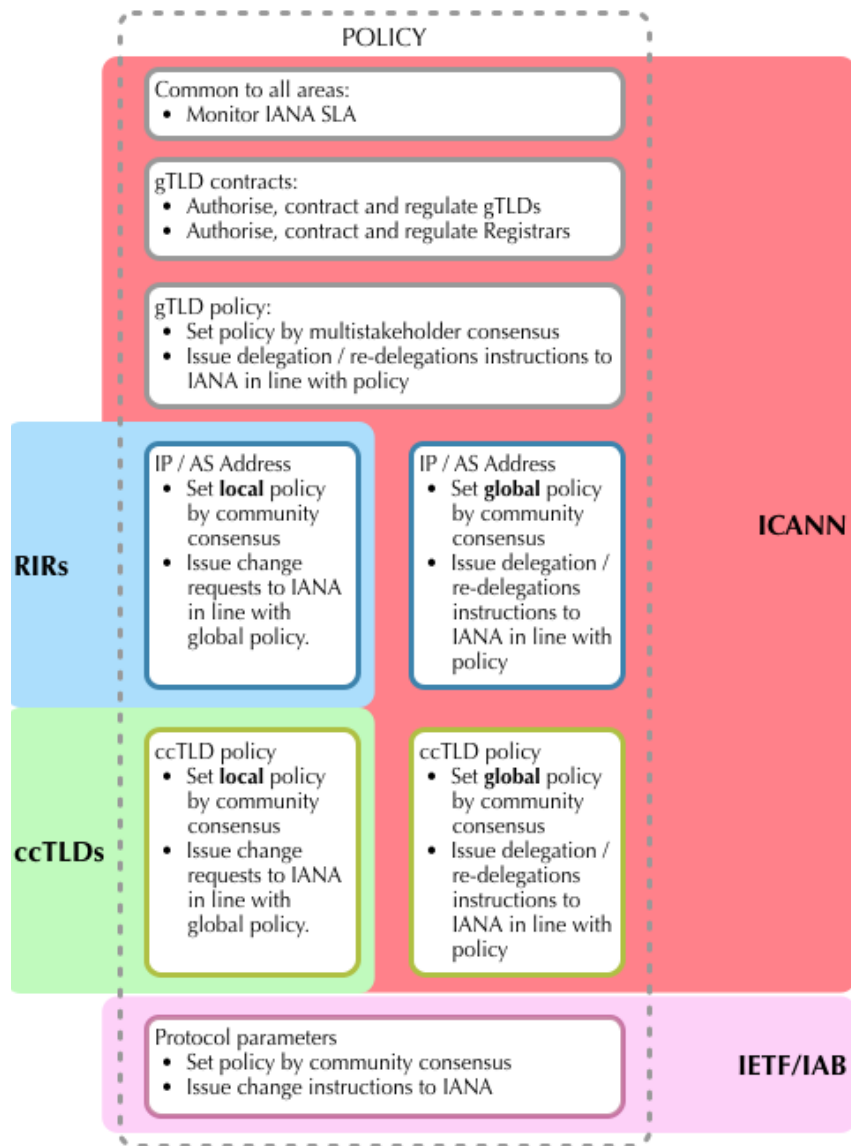 POLICY
Common to all areas:
• Monitor IANA SLA
gTLD contracts:
• Authorise, contract and regulate gTLDs
• Authorise, contract and regulate Registrars
gTLD policy:
• Set policy by multistakeholder consensus
• Issue delegation / re-delegations instructions to
IANA in line with policy
RIRs
IP / AS Address
• Set local policy
by community
consensus
• Issue change
requests to IANA
in line with
global policy.
IP / AS Address
• Set global policy
by community
consensus
• Issue delegation /
re-delegations
instructions to
IANA in line with
policy
ICANN
ccTLDs
ccTLD policy
• Set local policy
by community
consensus
• Issue change
requests to IANA
in line with
global policy.
ccTLD policy
• Set global policy
by community
consensus
• Issue delegation /
re-delegations
instructions to
IANA in line with
policy
Protocol parameters
• Set policy by community consensus
• Issue change instructions to IANA
IETF/IAB